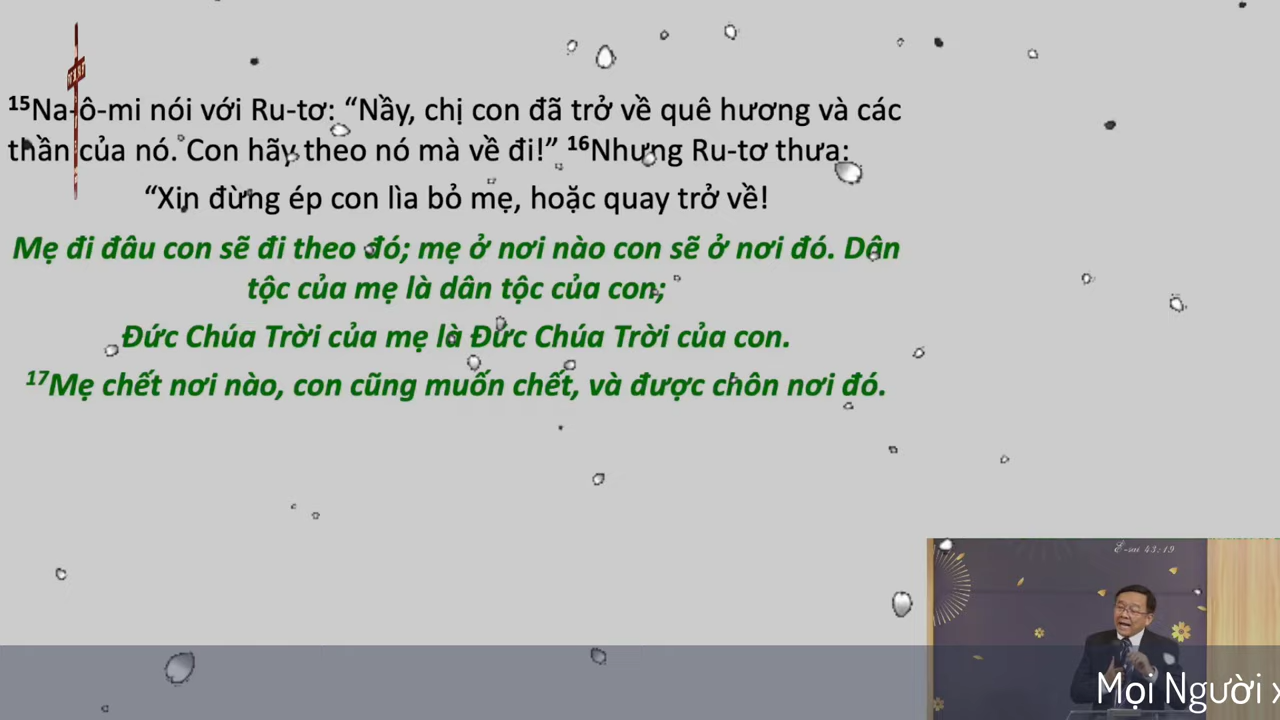 ¹⁵Na-ô-mi nói với Ru-tơ: “Nầy, chị con đã trở về quê hương và các
thần của nó. Con hãy theo nó mà về đi!” ¹⁶Nhưng Ru-tơ thưa:
“Xin đừng ép con lìa bỏ mẹ, hoặc quay trở về!
Mẹ đi đâu con sẽ đi theo đó; mẹ ở nơi nào con sẽ ở nơi đó. Dân
tộc của mẹ là dân tộc của con;
Đức Chúa Trời của mẹ là Đức Chúa Trời của con.
¹⁷Mẹ chết nơi nào, con cũng muốn chết, và được chôn nơi đó.
43:19
Mọi Người